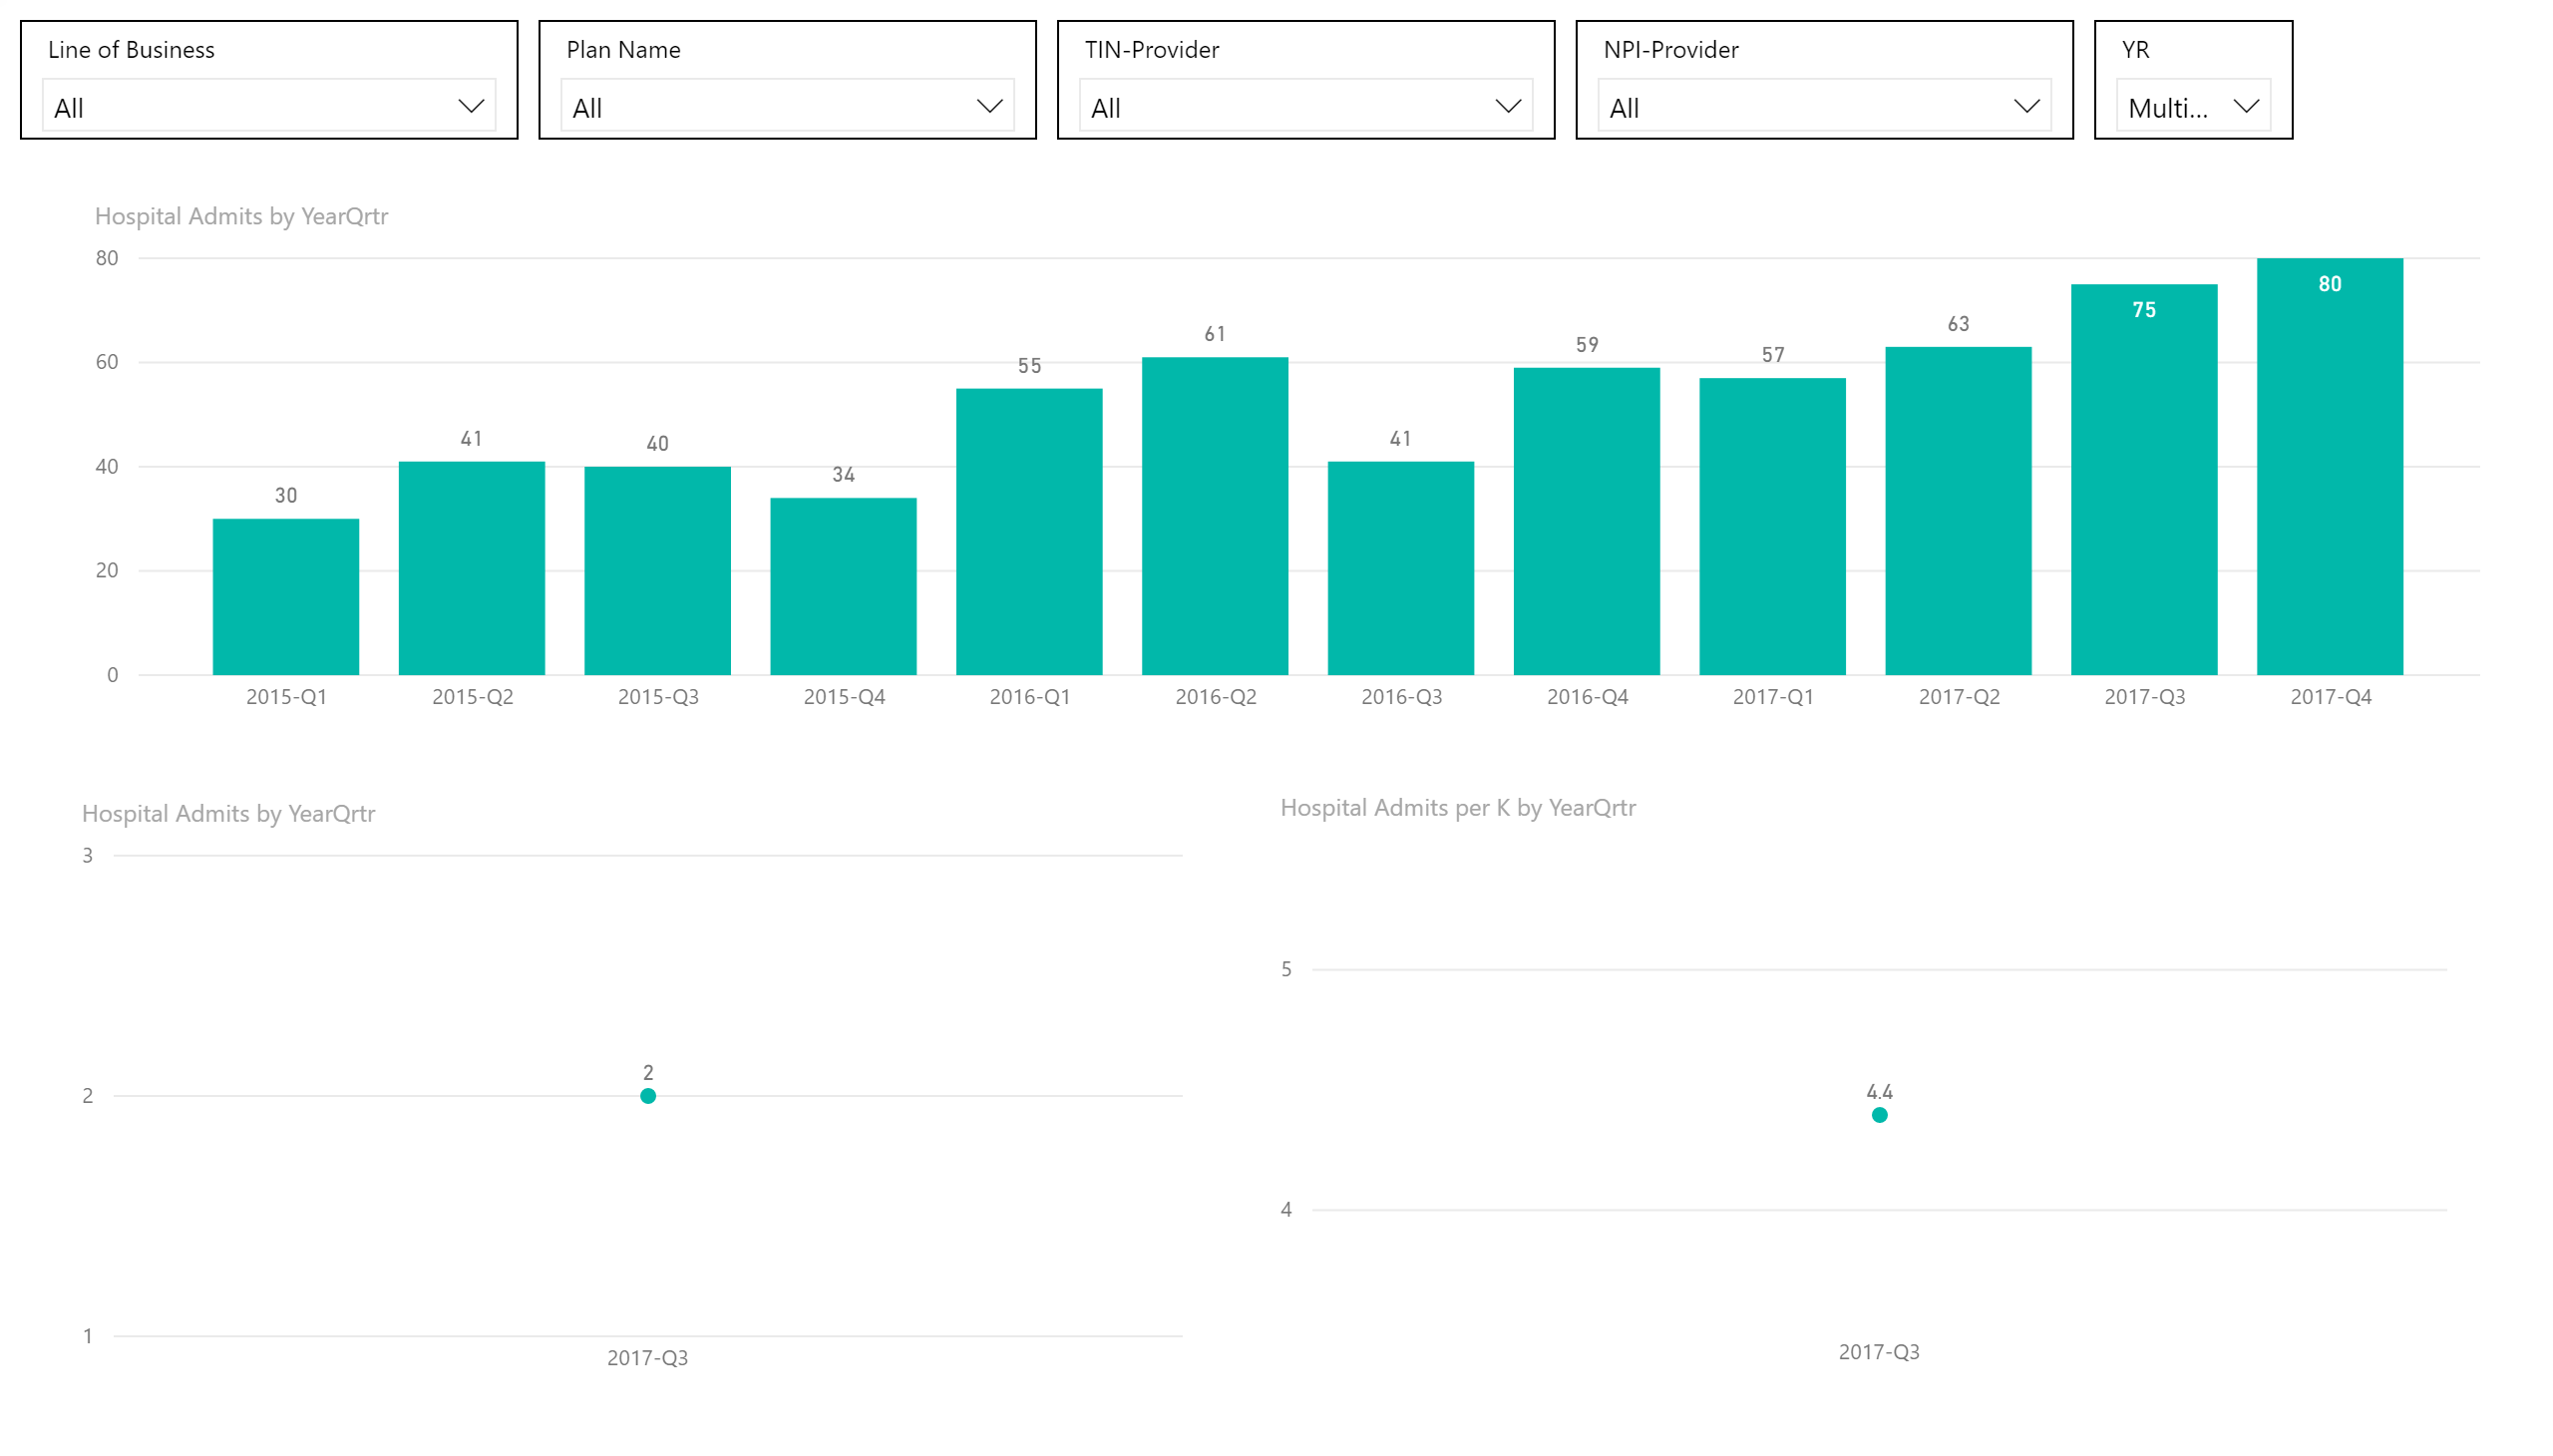 Line of Business
All
Plan Name
All
TIN-Provider
All
NPI-Provider
All
YR
Multi...
Hospital Admits by YearQrtr
80
60
40
20
0
30
41
40
34
55
61
41
59
57
63
75
80
2015-Q1
2015-Q2
2015-Q3
2015-Q4
2016-Q1
2016-Q2
2016-Q3
2016-Q4
2017-Q1
2017-Q2
2017-Q3
2017-Q4
Hospital Admits by YearQrtr
3
2
1
2
2017-Q3
Hospital Admits per K by YearQrtr
5
4
4.4
2017-Q3